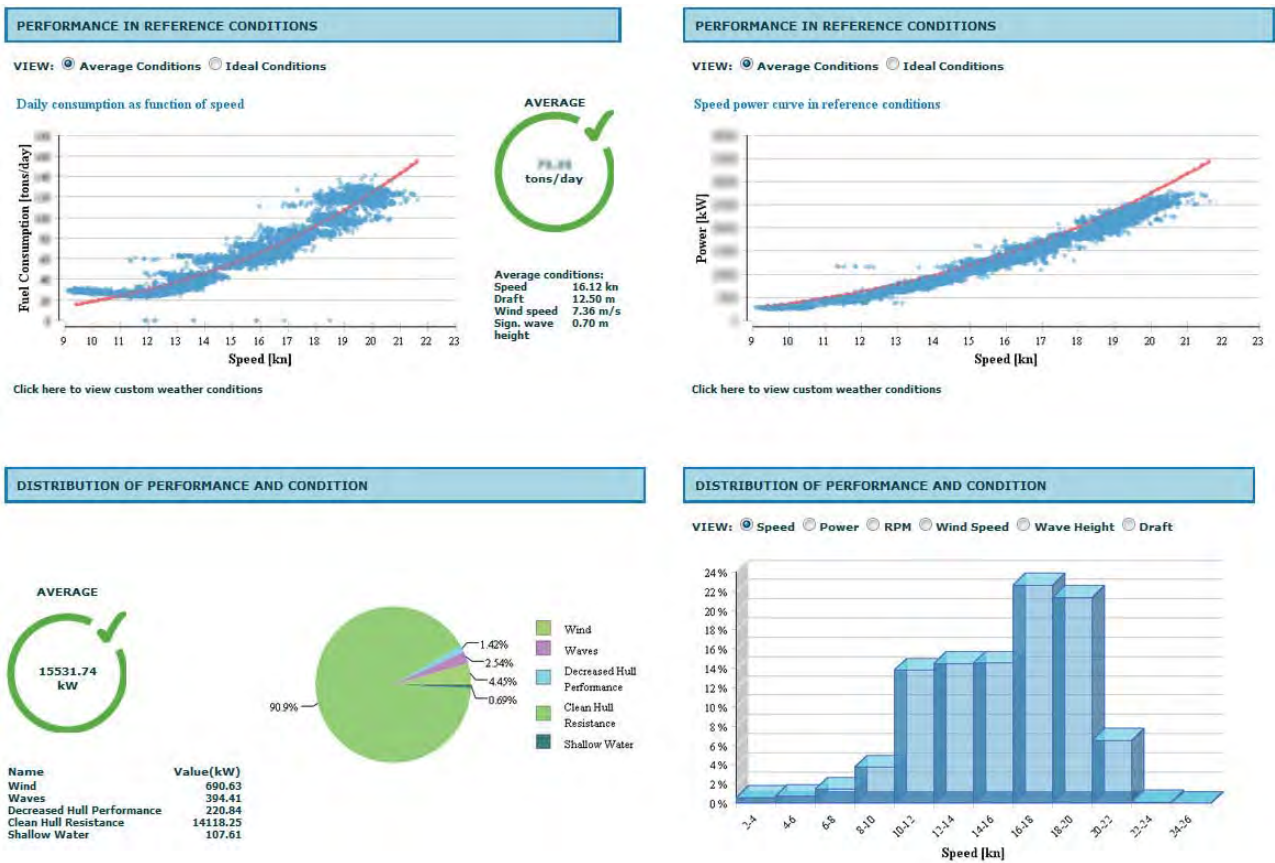 PERFORMANCE IN REFERENCE CONDITIONS
VIEW: Average Conditions Ideal Conditions
Daily consumption as function of speed
AVERAGE
tons/day
Fuel Consumption [tons/day]
9 10 11 12 13 14 15 16 17 18 19 20 21 22 23
Speed [kn]
Average conditions:
Speed 16.12 kn
Draft 12.50 m
Wind speed 7.36 m/s
Sign. wave 0.70 m
height
Click here to view custom weather conditions
PERFORMANCE IN REFERENCE CONDITIONS
VIEW: Average Conditions Ideal Conditions
Speed power curve in reference conditions
Power [kW]
9 10 11 12 13 14 15 16 17 18 19 20 21 22 23
Speed [kn]
Click here to view custom weather conditions
DISTRIBUTION OF PERFORMANCE AND CONDITION
AVERAGE
15531.74
kW
90.9%
1.42%
2.54%
4.45%
0.69%
Wind
Waves
Decreased Hull
Performance
Clean Hull
Resistance
Shallow Water
Name Value(kW)
Wind 690.63
Waves 394.41
Decreased Hull Performance 220.84
Clean Hull Resistance 14118.25
Shallow Water 107.61
DISTRIBUTION OF PERFORMANCE AND CONDITION
VIEW: Speed Power RPM Wind Speed Wave Height Draft
24%
22%
20%
18%
16%
14%
12%
10%
8%
6%
4%
2%
0%
2-4 4-6 6-8 8-10 10-12 12-14 14-16 16-18 18-20 20-22 22-24 24-26
Speed [kn]